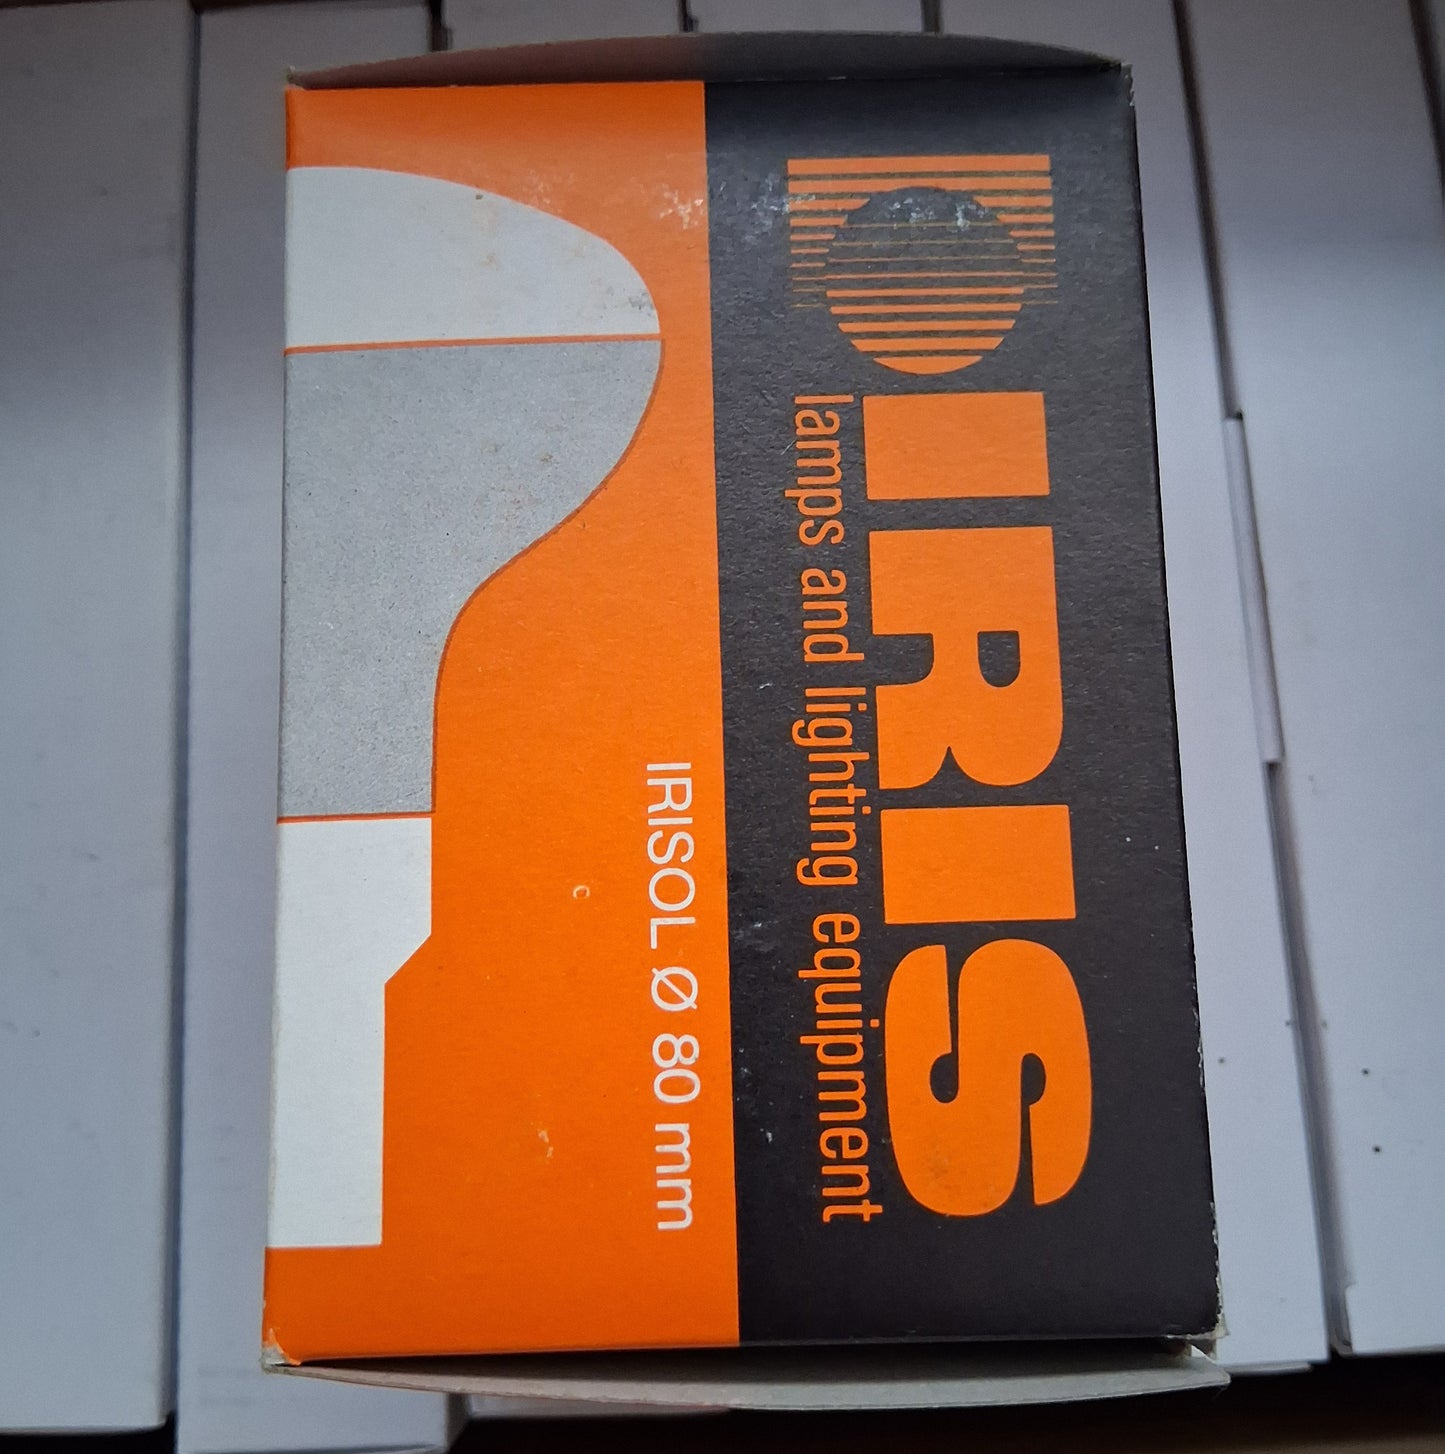 IRIS
lamps and lighting equipment
IRISOL Ø 80 mm